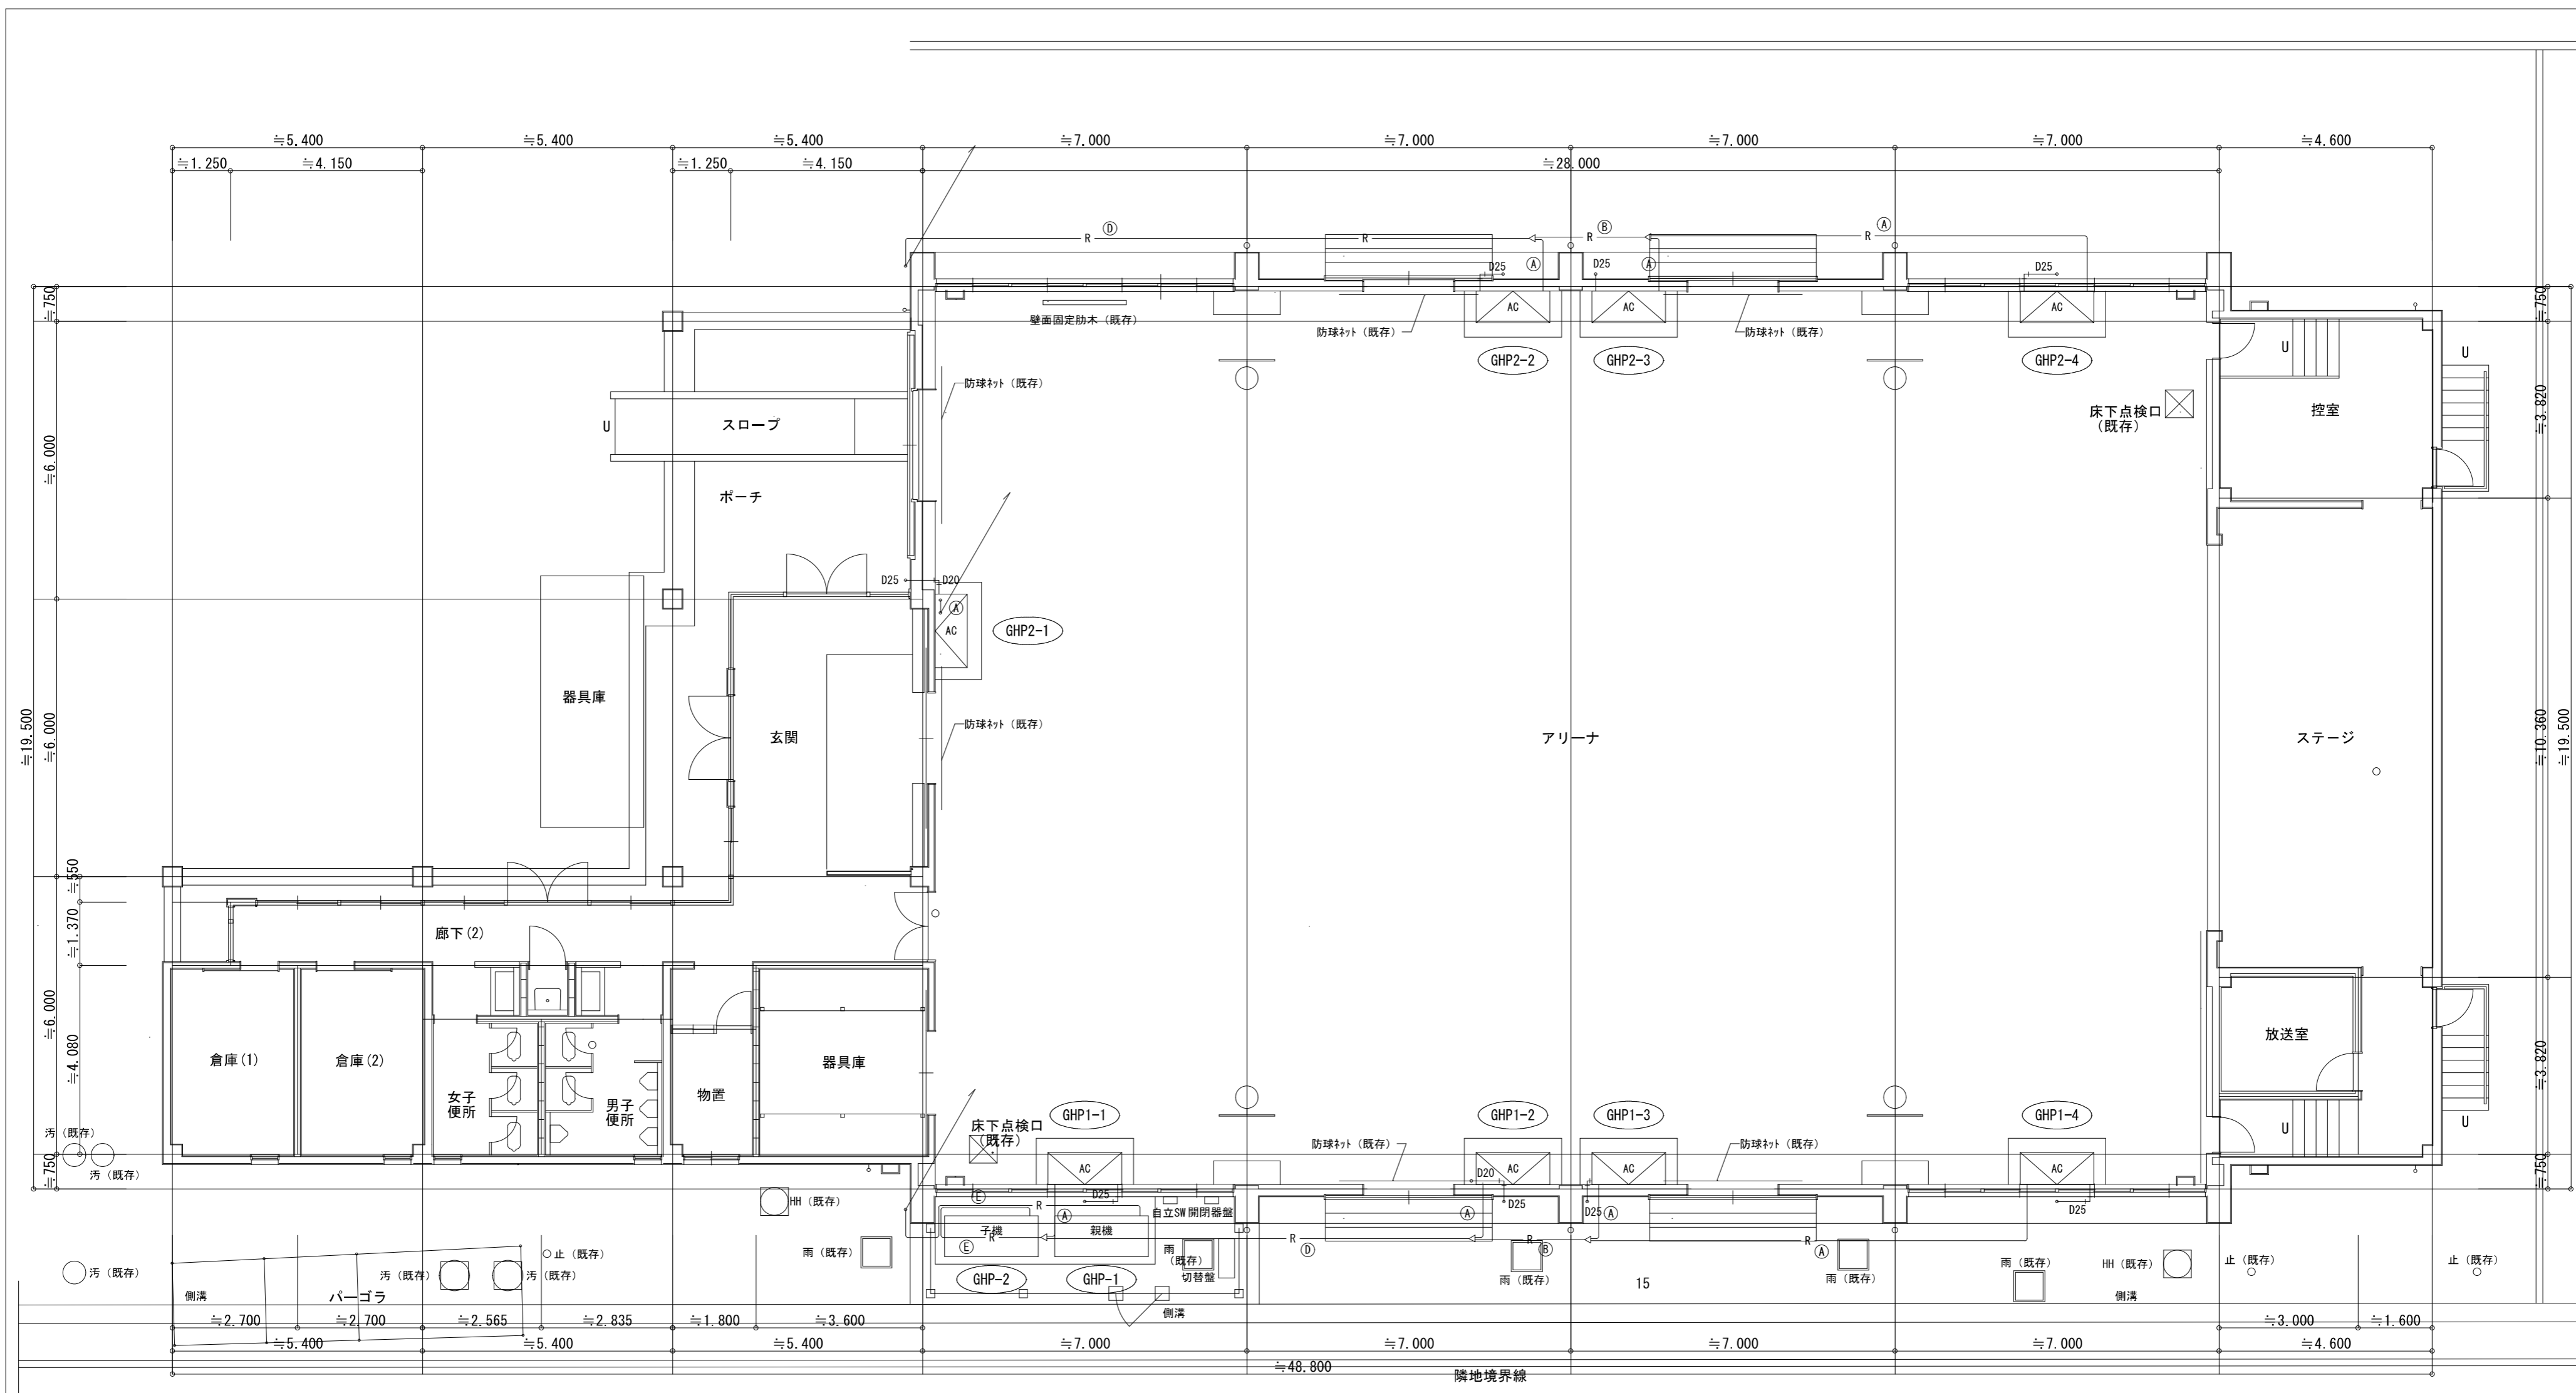 ≒5.400
≒5.400
≒5.400
≒7.000
≒7.000
≒7.000
≒7.000
≒4.600
≒1.250
≒4.150
≒1.250
≒4.150
≒28.000
R
D
R
R
B
R
A
D25
A
D25
A
D25
≒750
≒750
AC
AC
AC
壁面固定肋木（既存）
防球ネット（既存）
防球ネット（既存）
GHP2-2
GHP2-3
GHP2-4
U
U
防球ネット（既存）
床下点検口
（既存）
控室
≒3.820
U
スロープ
≒6.000
ポーチ
D25
D20
A
AC
GHP2-1
器具庫
防球ネット（既存）
玄関
アリーナ
ステージ
≒19.500
≒6.000
≒10.360
≒19.500
≒550
≒1.370
廊下(2)
≒6.000
≒4.080
倉庫(1)
倉庫(2)
女子
便所
男子
便所
物置
器具庫
放送室
≒3.820
GHP1-1
GHP1-2
GHP1-3
GHP1-4
U
U
床下点検口
（既存）
防球ネット（既存）
防球ネット（既存）
汚（既存）
汚（既存）
≒750
≒750
AC
AC
AC
AC
D20
E
D25
D25
D25
D25
HH（既存）
R
A
自立SW
開閉器盤
A
A
子機
親機
E
R
R
D
R
B
R
A
雨（既存）
雨
（既存）
切替盤
雨（既存）
雨（既存）
雨（既存）
HH（既存）
止（既存）
止（既存）
止（既存）
汚（既存）
汚（既存）
汚（既存）
GHP-2
GHP-1
15
側溝
パーゴラ
側溝
側溝
≒2.700
≒2.700
≒2.565
≒2.835
≒1.800
≒3.600
≒3.000
≒1.600
≒5.400
≒5.400
≒5.400
≒7.000
≒7.000
≒7.000
≒7.000
≒4.600
≒48.800
隣地境界線